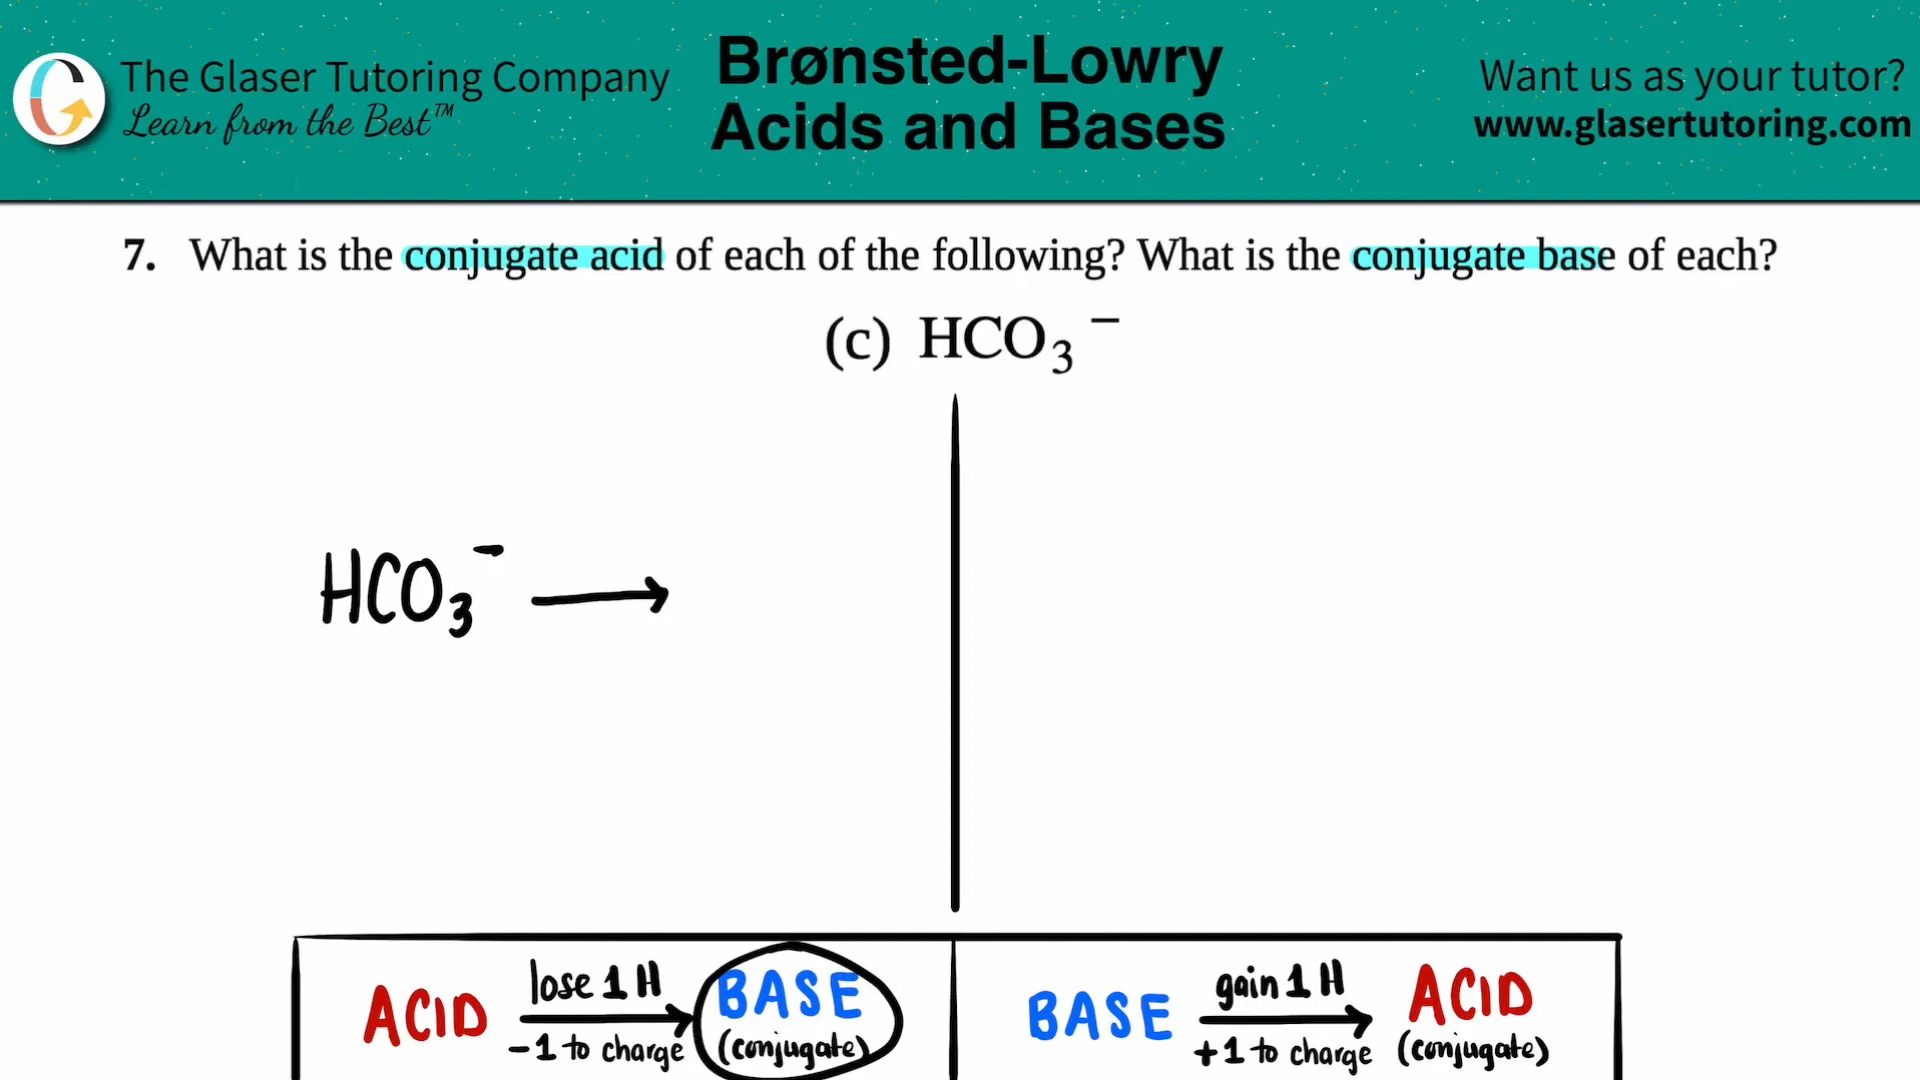 The Glaser Tutoring Company
Learn from the Best™
Brønsted-Lowry
Acids and Bases
Want us as your tutor?
www.glasertutoring.com
7. What is the conjugate acid of each of the following? What is the conjugate base of each?
(c) HCO₃⁻
HCO₃⁻ →
ACID lose 1 H → BASE
-1 to charge (conjugate)
BASE gain 1 H → ACID
+1 to charge (conjugate)